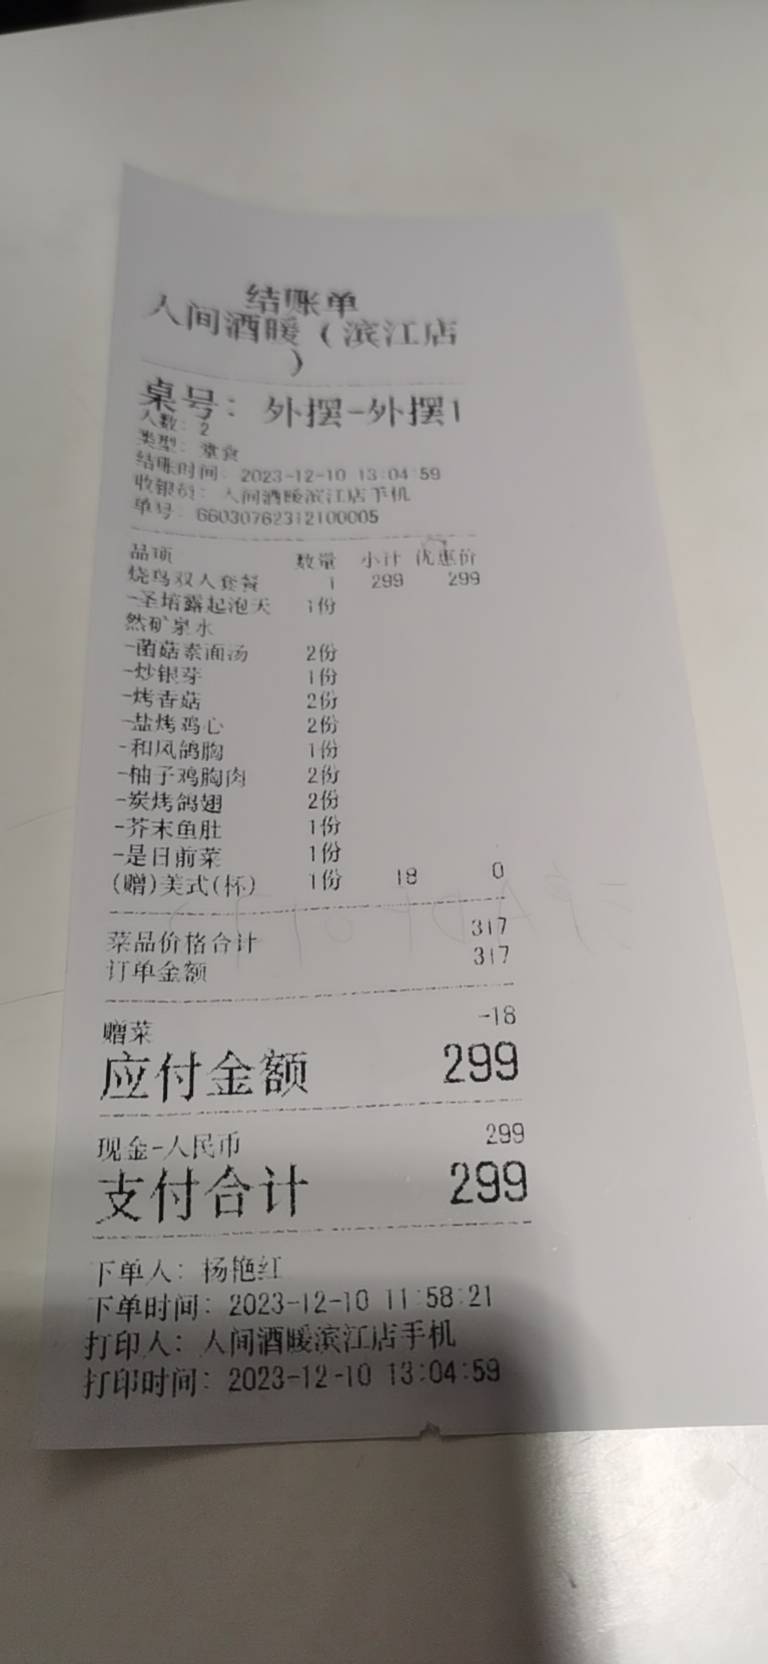 结账单
人间酒暖（滨江店
）
桌号：外摆-外摆1
人数：2
类型：堂食
结账时间：2023-12-10 13:04:59
收银员：人间酒暖滨江店手机
单号：66030762312100005
品项 数量 小计 优惠价
烧鸟双人套餐 1 299 299
-圣培露起泡天 1份
然矿泉水
-菌菇素面汤 2份
-炒银芽 1份
-烤香菇 2份
-盐烤鸡心 2份
-和风鸽胸 1份
-柚子鸡胸肉 2份
-炭烤鸽翅 2份
-芥末鱼肚 1份
-是日前菜 1份
(赠)美式(杯) 1份 18 0
菜品价格合计 317
订单金额 317
赠菜 -18
应付金额 299
现金-人民币 299
支付合计 299
下单人：杨艳红
下单时间：2023-12-10 11:58:21
打印人：人间酒暖滨江店手机
打印时间：2023-12-10 13:04:59